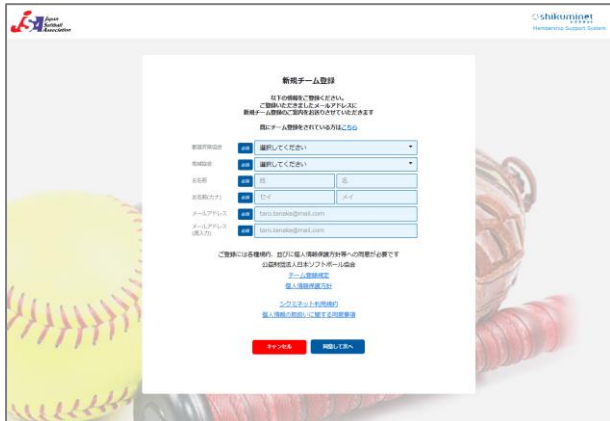 Japan
Softball
Association
shikuminet
Membership Support System
新規チーム登録
以下の情報をご登録ください。
ご登録いただきましたメールアドレスに
新規チーム登録のご案内をお送りさせていただきます
既にチーム登録をされている方はこちら
都道府県協会 必須 選択してください
地域協会 必須 選択してください
お名前 必須 姓 名
お名前(カナ) 必須 セイ メイ
メールアドレス 必須 taro.tanaka@mail.com
メールアドレス
(再入力) 必須 taro.tanaka@mail.com
ご登録には各種規約、並びに個人情報保護方針等への同意が必要です
公益財団法人日本ソフトボール協会
チーム登録規定
個人情報保護方針
シクミネット利用規約
個人情報の取扱いに関する同意事項
キャンセル 同意して次へ